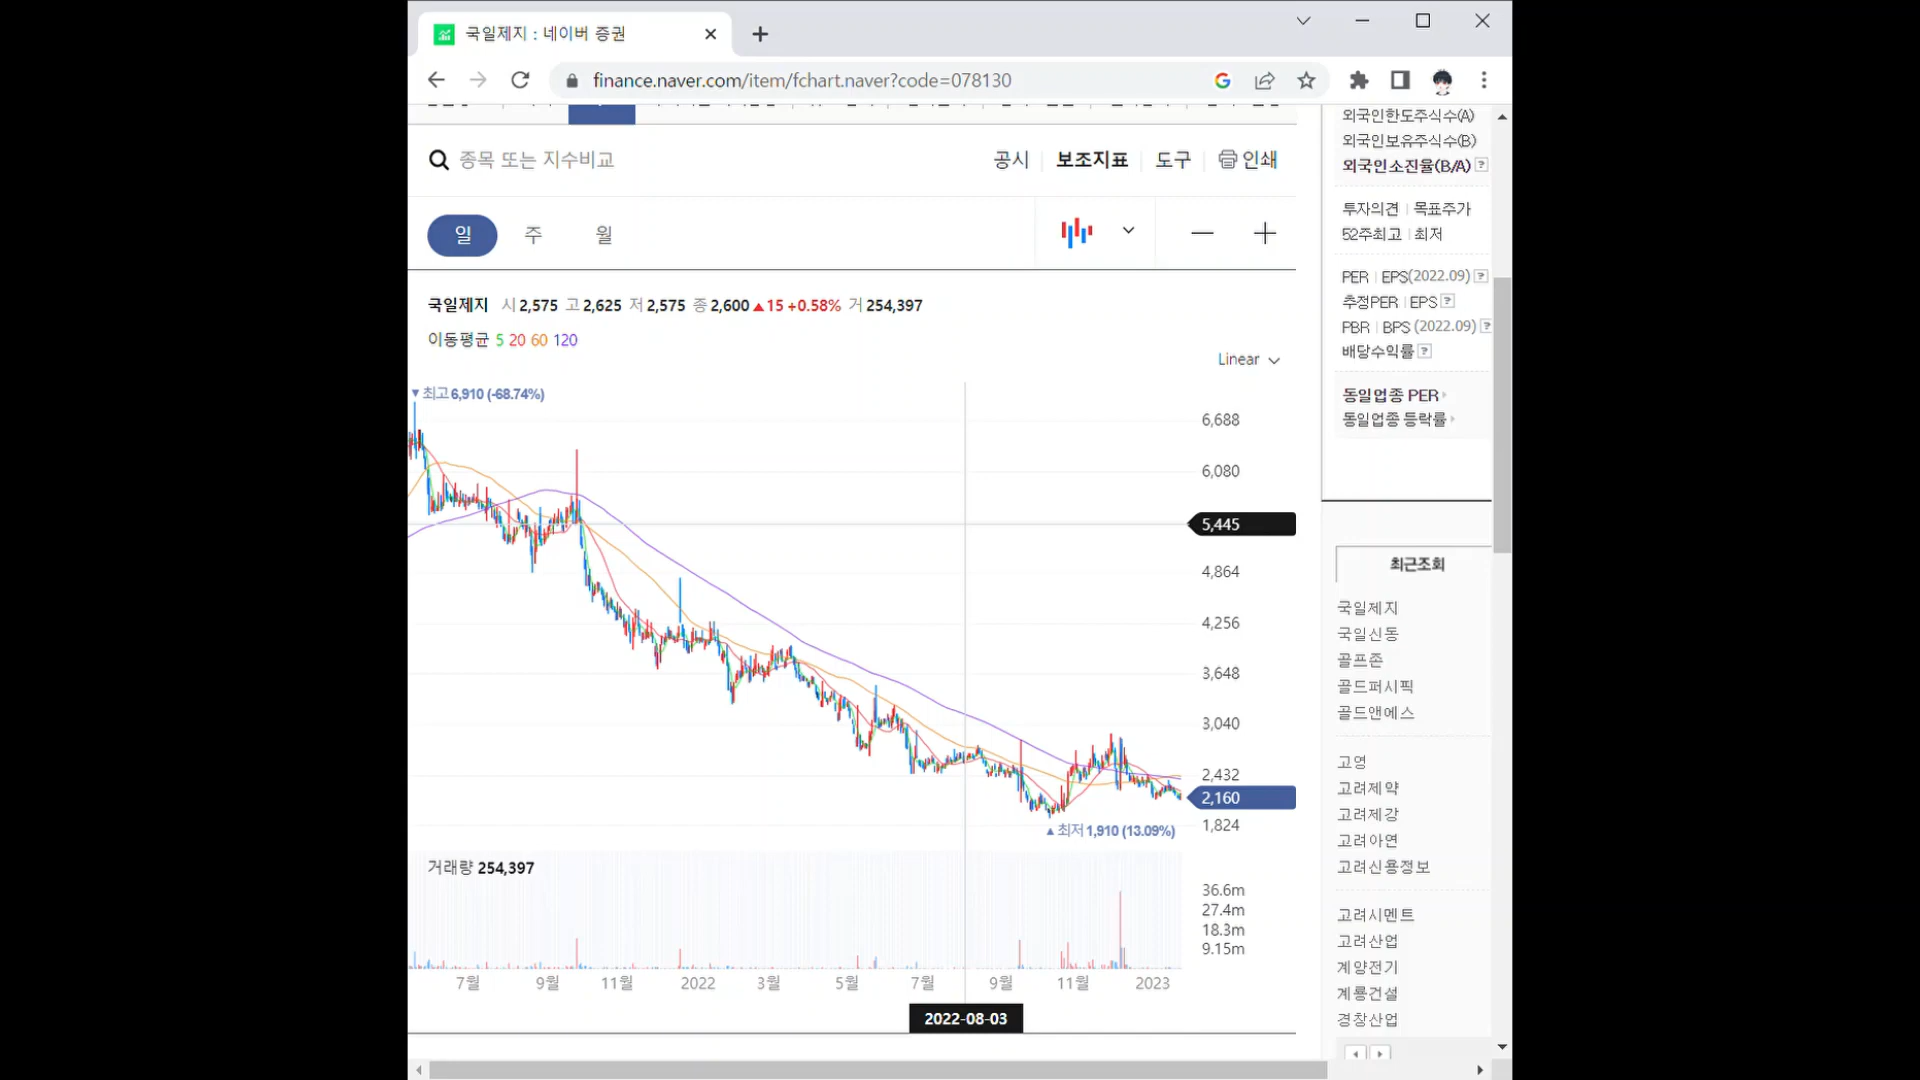 국일제지 : 네이버 증권
finance.naver.com/item/fchart.naver?code=078130
종목 또는 지수비교
공시 보조지표 도구 인쇄
일 주 월
국일제지 시 2,575 고 2,625 저 2,575 종 2,600 ▲15 +0.58% 거 254,397
이동평균 5 20 60 120
Linear
▼최고 6,910 (-68.74%)
6,688
6,080
5,445
4,864
4,256
3,648
3,040
2,432
2,160
1,824
▲최저 1,910 (13.09%)
거래량 254,397
36.6m
27.4m
18.3m
9.15m
7월 9월 11월 2022 3월 5월 7월 9월 11월 2023
2022-08-03
외국인한도주식수(A)
외국인보유주식수(B)
외국인소진율(B/A) ?
투자의견 | 목표주가
52주최고 | 최저
PER | EPS(2022.09) ?
추정PER | EPS ?
PBR | BPS (2022.09) ?
배당수익률 ?
동일업종 PER
동일업종 등락률
최근조회
국일제지
국일신동
골프존
골드퍼시픽
골드앤에스
고영
고려제약
고려제강
고려아연
고려신용정보
고려시멘트
고려산업
계양전기
계룡건설
경창산업